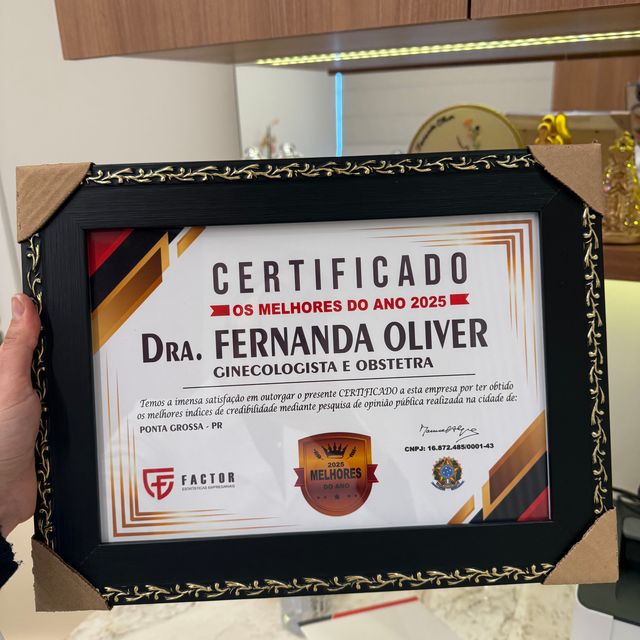 CERTIFICADO
OS MELHORES DO ANO 2025
DRA. FERNANDA OLIVER
GINECOLOGISTA E OBSTETRA
Temos a imensa satisfação em outorgar o presente CERTIFICADO a esta empresa por ter obtido
os melhores índices de credibilidade mediante pesquisa de opinião pública realizada na cidade de:
PONTA GROSSA - PR
CNPJ: 16.872.485/0001-43
FACTOR
ESTATÍSTICAS EMPRESARIAIS
2025
MELHORES
DO ANO